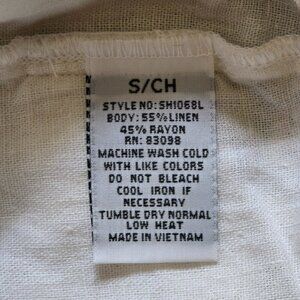 S/CH
STYLE NO: SH1068L
BODY: 55% LINEN
45% RAYON
RN: 83098
MACHINE WASH COLD
WITH LIKE COLORS
DO NOT BLEACH
COOL IRON IF
NECESSARY
TUMBLE DRY NORMAL
LOW HEAT
MADE IN VIETNAM